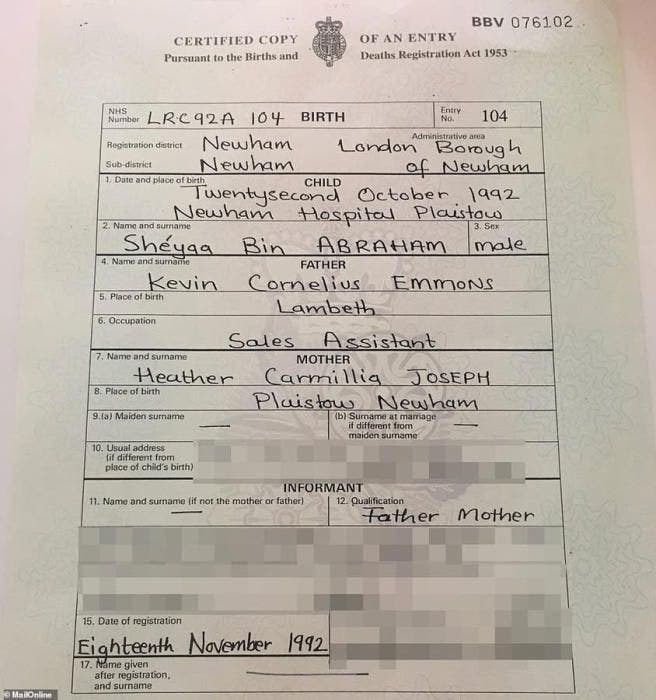 BBV 076102
CERTIFIED COPY OF AN ENTRY
Pursuant to the Births and Deaths Registration Act 1953
NHS Number LRC92A 104 BIRTH Entry No. 104
Administrative area
Registration district Newham London Borough
Sub-district Newham of Newham
1. Date and place of birth CHILD
Twentysecond October 1992
Newham Hospital Plaistow
2. Name and surname 3. Sex
Shéyaa Bin ABRAHAM male
4. Name and surname FATHER
Kevin Cornelius EMMONS
5. Place of birth
Lambeth
6. Occupation
Sales Assistant
7. Name and surname MOTHER
Heather Carmillia JOSEPH
8. Place of birth
Plaistow Newham
9.(a) Maiden surname — (b) Surname at marriage
if different from —
maiden surname
10. Usual address
(if different from
place of child's birth)
INFORMANT
11. Name and surname (if not the mother or father) 12. Qualification
— Father Mother
15. Date of registration
Eighteenth November 1992
17. Name given
after registration,
and surname
© MailOnline